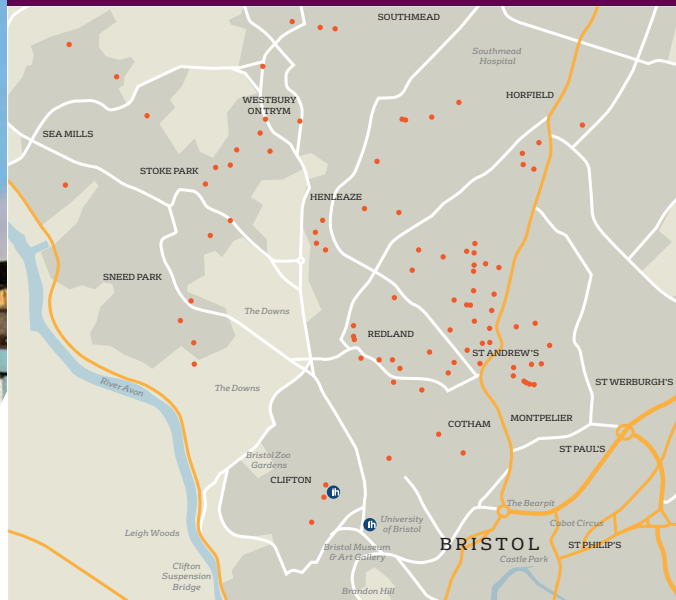 SOUTHMEAD
Southmead
Hospital
WESTBURY
ON TRYM
HORFIELD
SEA MILLS
STOKE PARK
HENLEAZE
SNEED PARK
The Downs
REDLAND
ST ANDREW'S
The Downs
River Avon
ST WERBURGH'S
COTHAM
MONTPELIER
ST PAUL'S
Bristol Zoo
Gardens
CLIFTON
The Bearpit
University
of Bristol
Cabot Circus
Leigh Woods
BRISTOL
ST PHILIP'S
Bristol Museum
& Art Gallery
Castle Park
Clifton
Suspension
Bridge
Brandon Hill